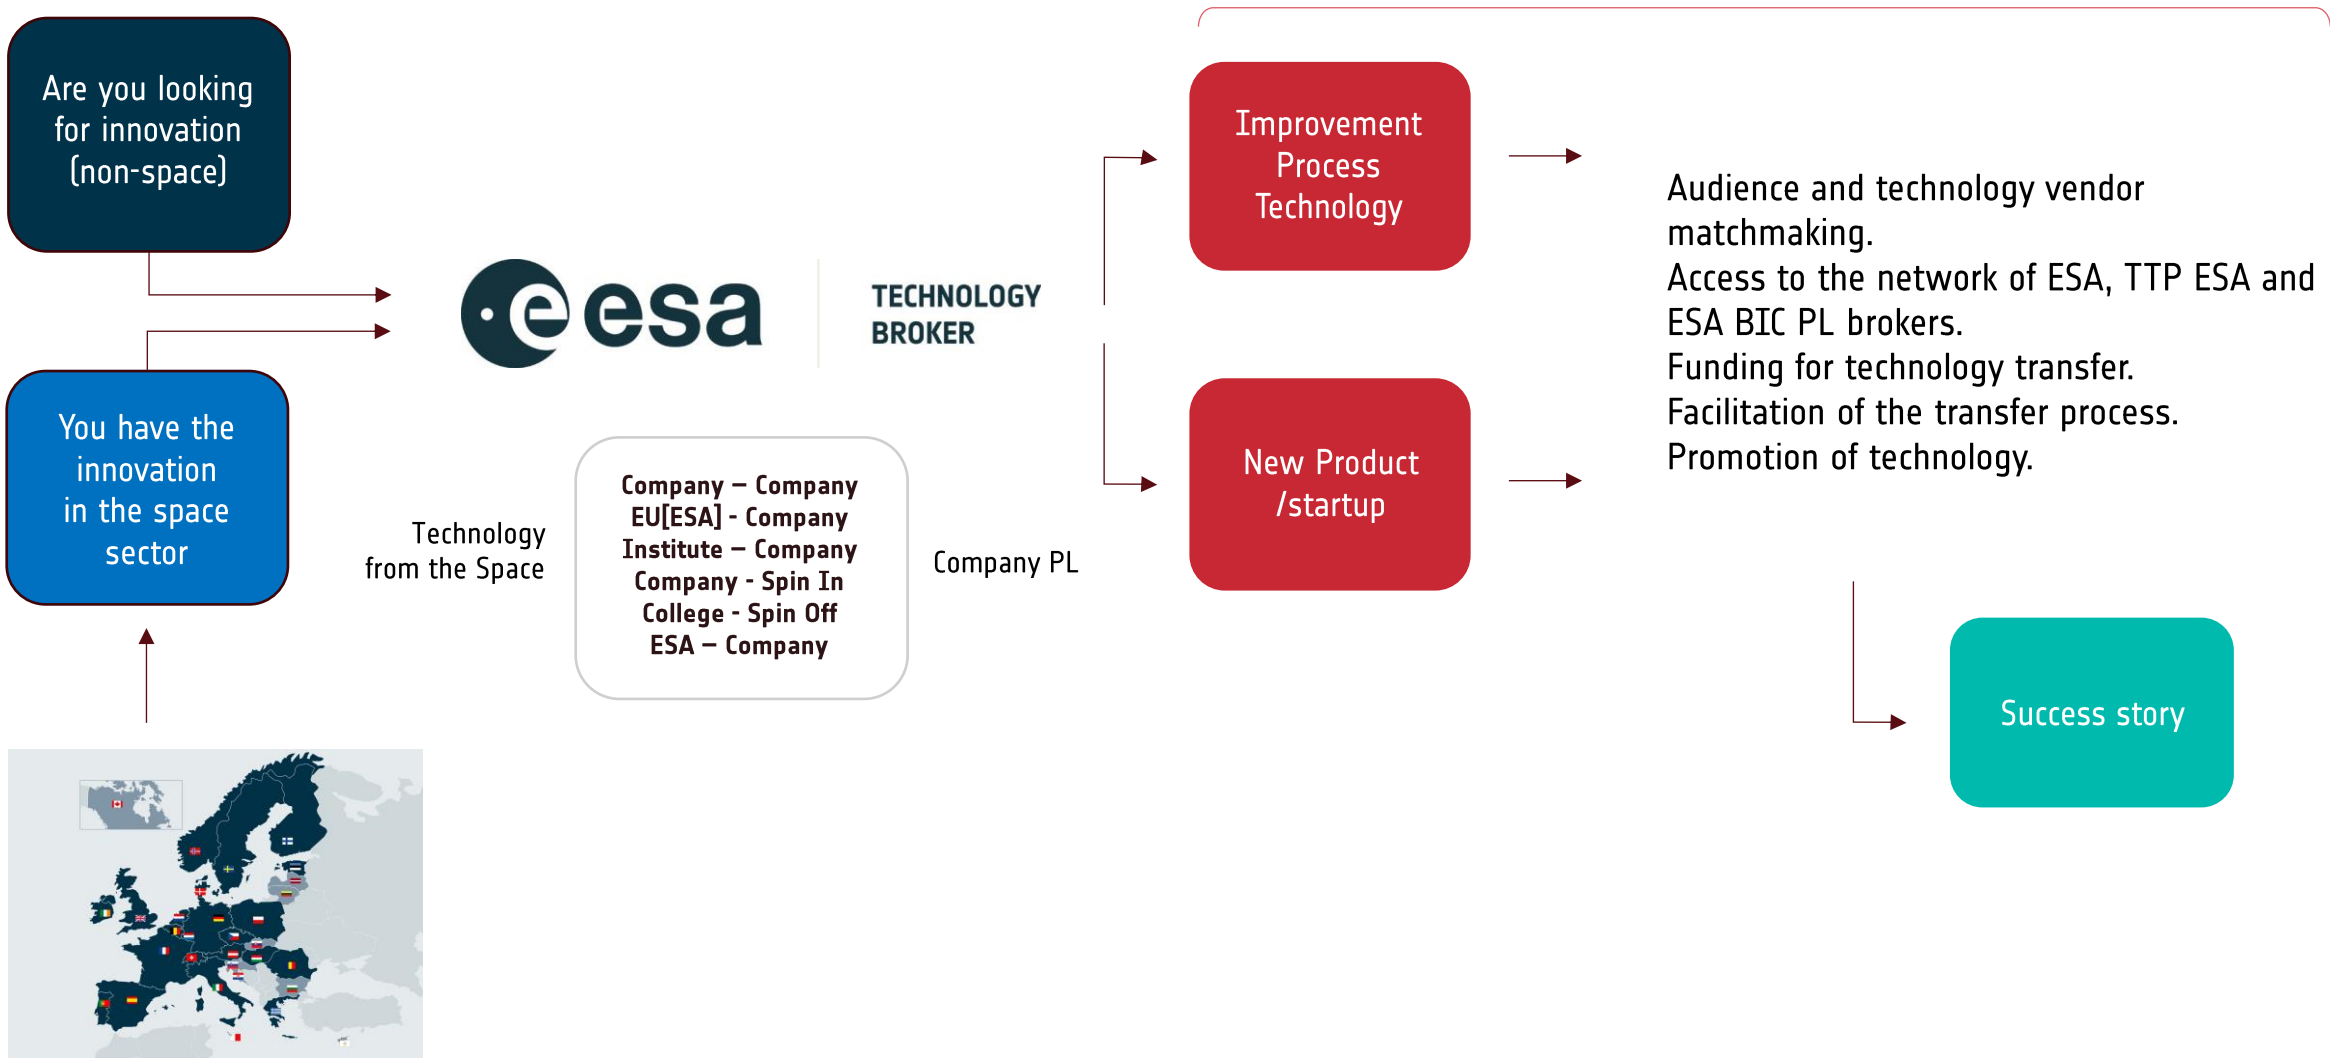 Are you looking
for innovation
(non-space)
You have the
innovation
in the space
sector
esa
TECHNOLOGY
BROKER
Technology
from the Space
Company – Company
EU[ESA] - Company
Institute – Company
Company - Spin In
College - Spin Off
ESA – Company
Company PL
Improvement
Process
Technology
New Product
/startup
Audience and technology vendor
matchmaking.
Access to the network of ESA, TTP ESA and
ESA BIC PL brokers.
Funding for technology transfer.
Facilitation of the transfer process.
Promotion of technology.
Success story